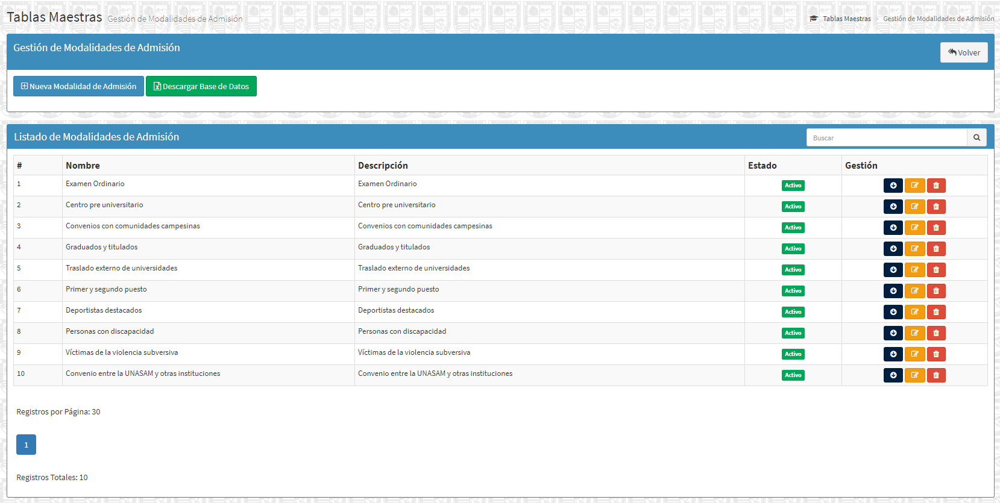 Tablas Maestras Gestión de Modalidades de Admisión
Tablas Maestras > Gestión de Modalidades de Admisión
Gestión de Modalidades de Admisión
Volver
Nueva Modalidad de Admisión
Descargar Base de Datos
Listado de Modalidades de Admisión
Buscar
# Nombre Descripción Estado Gestión
1 Examen Ordinario Examen Ordinario Activo
2 Centro pre universitario Centro pre universitario Activo
3 Convenios con comunidades campesinas Convenios con comunidades campesinas Activo
4 Graduados y titulados Graduados y titulados Activo
5 Traslado externo de universidades Traslado externo de universidades Activo
6 Primer y segundo puesto Primer y segundo puesto Activo
7 Deportistas destacados Deportistas destacados Activo
8 Personas con discapacidad Personas con discapacidad Activo
9 Víctimas de la violencia subversiva Víctimas de la violencia subversiva Activo
10 Convenio entre la UNASAM y otras instituciones Convenio entre la UNASAM y otras instituciones Activo
Registros por Página: 30
1
Registros Totales: 10